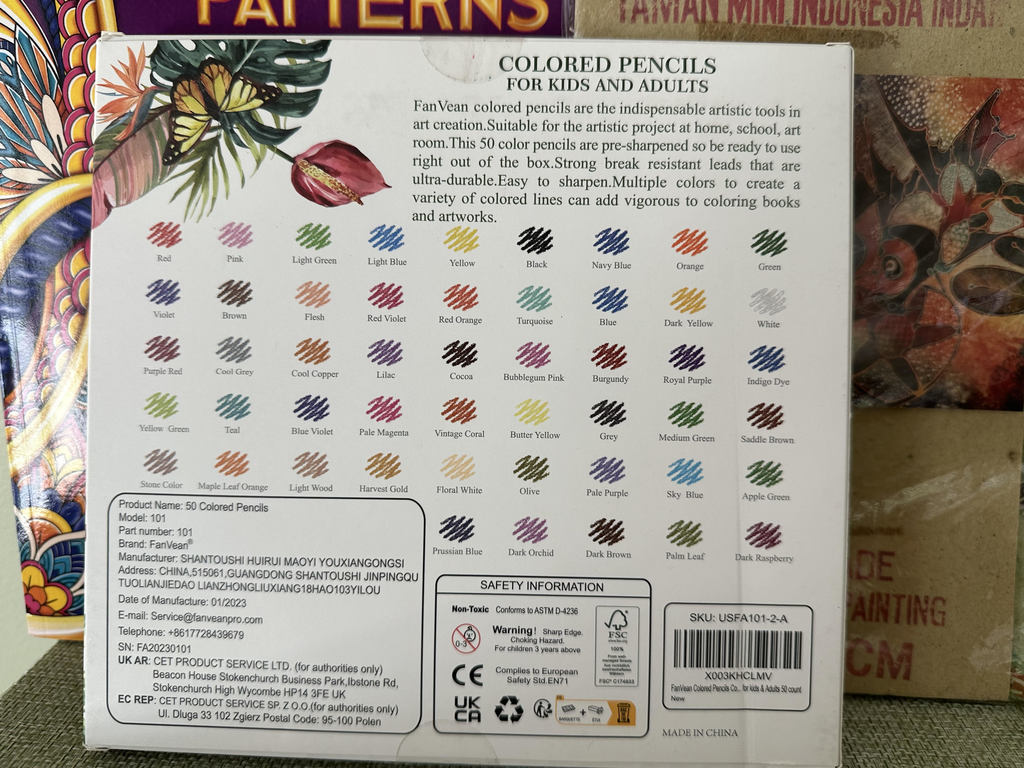 PATTERNS
TAMAN MINI INDONESIA INDA
COLORED PENCILS
FOR KIDS AND ADULTS
FanVean colored pencils are the indispensable artistic tools in
art creation.Suitable for the artistic project at home, school, art
room.This 50 color pencils are pre-sharpened so be ready to use
right out of the box.Strong break resistant leads that are
ultra-durable.Easy to sharpen.Multiple colors to create a
variety of colored lines can add vigorous to coloring books
and artworks.
Red Pink Light Green Light Blue Yellow Black Navy Blue Orange Green
Violet Brown Flesh Red Violet Red Orange Turquoise Blue Dark Yellow White
Purple Red Cool Grey Cool Copper Lilac Cocoa Bubblegum Pink Burgundy Royal Purple Indigo Dye
Yellow Green Teal Blue Violet Pale Magenta Vintage Coral Butter Yellow Grey Medium Green Saddle Brown
Stone Color Maple Leaf Orange Light Wood Harvest Gold Floral White Olive Pale Purple Sky Blue Apple Green
Prussian Blue Dark Orchid Dark Brown Palm Leaf Dark Raspberry
Product Name: 50 Colored Pencils
Model: 101
Part number: 101
Brand: FanVean®
Manufacturer: SHANTOUSHI HUIRUI MAOYI YOUXIANGONGSI
Address: CHINA,515061,GUANGDONG SHANTOUSHI JINPINGQU
TUOLIANJIEDAO LIANZHONGLIUXIANG18HAO103YILOU
Date of Manufacture: 01/2023
E-mail: Service@fanveanpro.com
Telephone: +8617728439679
SN: FA20230101
UK AR: CET PRODUCT SERVICE LTD. (for authorities only)
Beacon House Stokenchurch Business Park,Ibstone Rd,
Stokenchurch High Wycombe HP14 3FE UK
EC REP: CET PRODUCT SERVICE SP. Z O.O.(for authorities only)
Ul. Dluga 33 102 Zgierz Postal Code: 95-100 Polen
SAFETY INFORMATION
Non-Toxic Conforms to ASTM D-4236
0-3
Warning! Sharp Edge.
Choking Hazard.
For children 3 years above
CE
Complies to European
Safety Std.EN71
FSC
100%
FSC® C174833
UK
CA
FR
BARQUETTE + ÉTUI
SKU: USFA101-2-A
X003KHCLMV
FanVean Colored Pencils Co... for kids & Adults 50 count
New
MADE IN CHINA
DE
AINTING
CM